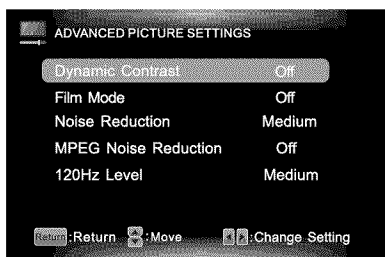 ADVANCED PICTURE SETTINGS
Dynamic Contrast Off
Film Mode Off
Noise Reduction Medium
MPEG Noise Reduction Off
120Hz Level Medium
Return :Return :Move :Change Setting